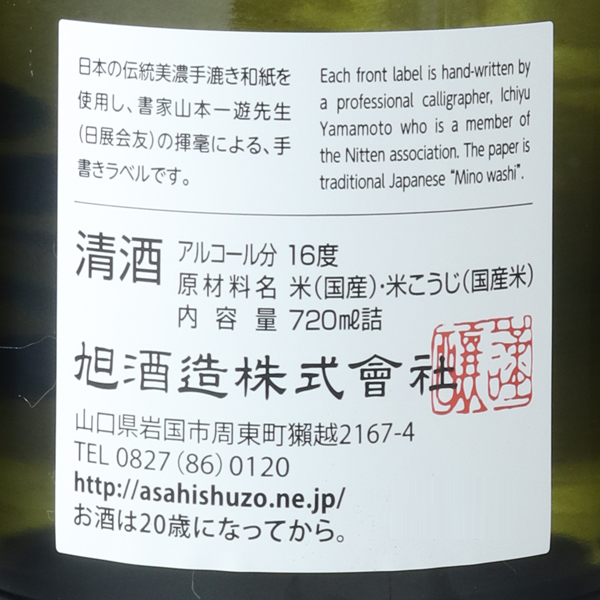 日本の伝統美濃手漉き和紙を
使用し、書家山本一遊先生
(日展会友)の揮毫による、手
書きラベルです。
Each front label is hand-written by
a professional calligrapher, Ichiyu
Yamamoto who is a member of
the Nitten association. The paper is
traditional Japanese "Mino washi".
清酒
アルコール分 16度
原材料名 米(国産)・米こうじ(国産米)
内容量 720ml詰
旭酒造株式會社
謹醸
山口県岩国市周東町獺越2167-4
TEL 0827(86)0120
http://asahishuzo.ne.jp/
お酒は20歳になってから。